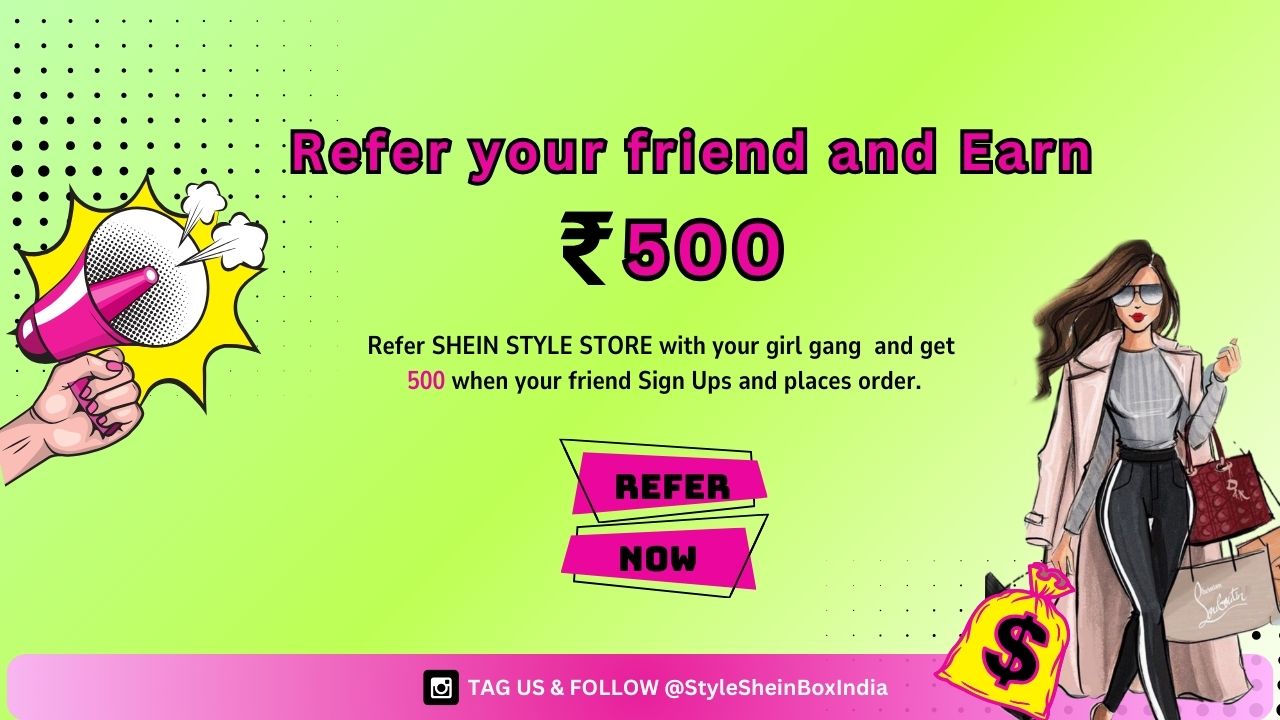 Refer your friend and Earn
₹500
Refer SHEIN STYLE STORE with your girl gang and get
500 when your friend Sign Ups and places order.
REFER
NOW
TAG US & FOLLOW @StyleSheinBoxIndia
$